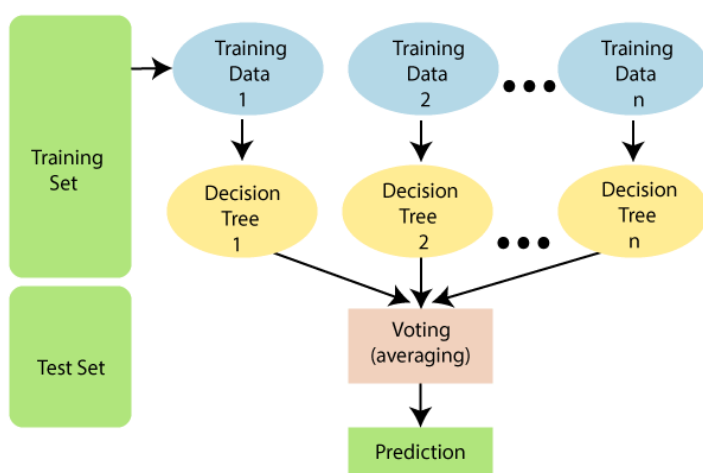 Training
Set
Test Set
Training
Data
1
Training
Data
2
Training
Data
n
Decision
Tree
1
Decision
Tree
2
Decision
Tree
n
Voting
(averaging)
Prediction